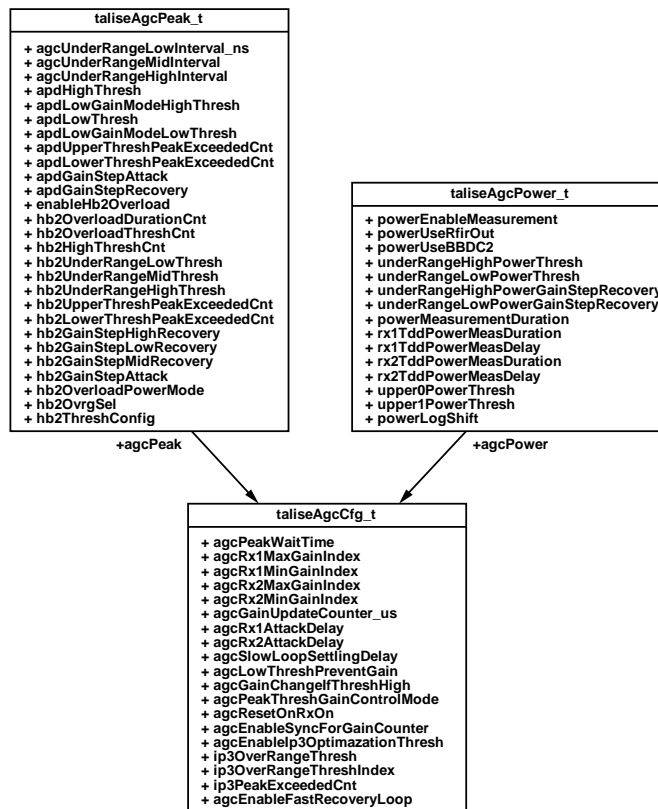 taliseAgcPeak_t
+ agcUnderRangeLowInterval_ns
+ agcUnderRangeMidInterval
+ agcUnderRangeHighInterval
+ apdHighThresh
+ apdLowGainModeHighThresh
+ apdLowThresh
+ apdLowGainModeLowThresh
+ apdUpperThreshPeakExceededCnt
+ apdLowerThreshPeakExceededCnt
+ apdGainStepAttack
+ apdGainStepRecovery
+ enableHb2Overload
+ hb2OverloadDurationCnt
+ hb2OverloadThreshCnt
+ hb2HighThreshCnt
+ hb2UnderRangeLowThresh
+ hb2UnderRangeMidThresh
+ hb2UnderRangeHighThresh
+ hb2UpperThreshPeakExceededCnt
+ hb2LowerThreshPeakExceededCnt
+ hb2GainStepHighRecovery
+ hb2GainStepLowRecovery
+ hb2GainStepMidRecovery
+ hb2GainStepAttack
+ hb2OverloadPowerMode
+ hb2OvrgSel
+ hb2ThreshConfig
taliseAgcPower_t
+ powerEnableMeasurement
+ powerUseRfirOut
+ powerUseBBDC2
+ underRangeHighPowerThresh
+ underRangeLowPowerThresh
+ underRangeHighPowerGainStepRecovery
+ underRangeLowPowerGainStepRecovery
+ powerMeasurementDuration
+ rx1TddPowerMeasDuration
+ rx1TddPowerMeasDelay
+ rx2TddPowerMeasDuration
+ rx2TddPowerMeasDelay
+ upper0PowerThresh
+ upper1PowerThresh
+ powerLogShift
+agcPeak
+agcPower
taliseAgcCfg_t
+ agcPeakWaitTime
+ agcRx1MaxGainIndex
+ agcRx1MinGainIndex
+ agcRx2MaxGainIndex
+ agcRx2MinGainIndex
+ agcGainUpdateCounter_us
+ agcRx1AttackDelay
+ agcRx2AttackDelay
+ agcSlowLoopSettlingDelay
+ agcLowThreshPreventGain
+ agcGainChangeIfThreshHigh
+ agcPeakThreshGainControlMode
+ agcResetOnRxOn
+ agcEnableSyncForGainCounter
+ agcEnableIp3OptimazationThresh
+ ip3OverRangeThresh
+ ip3OverRangeThreshIndex
+ ip3PeakExceededCnt
+ agcEnableFastRecoveryLoop